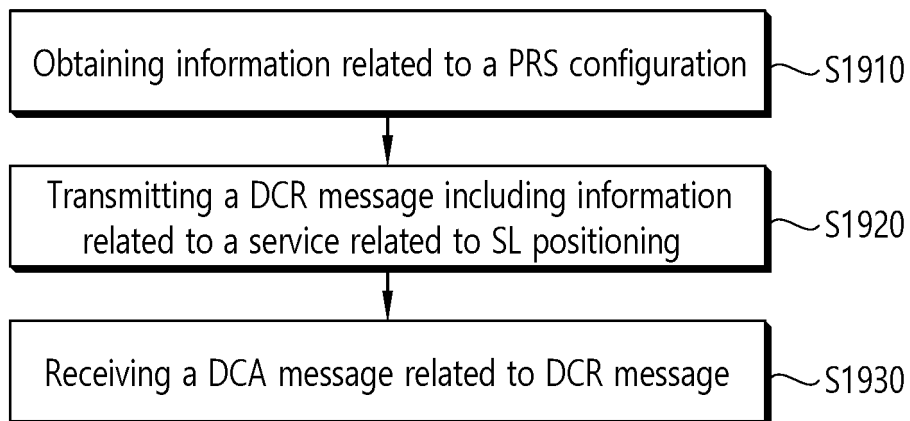 Obtaining information related to a PRS configuration
S1910
Transmitting a DCR message including information
related to a service related to SL positioning
S1920
Receiving a DCA message related to DCR message
S1930